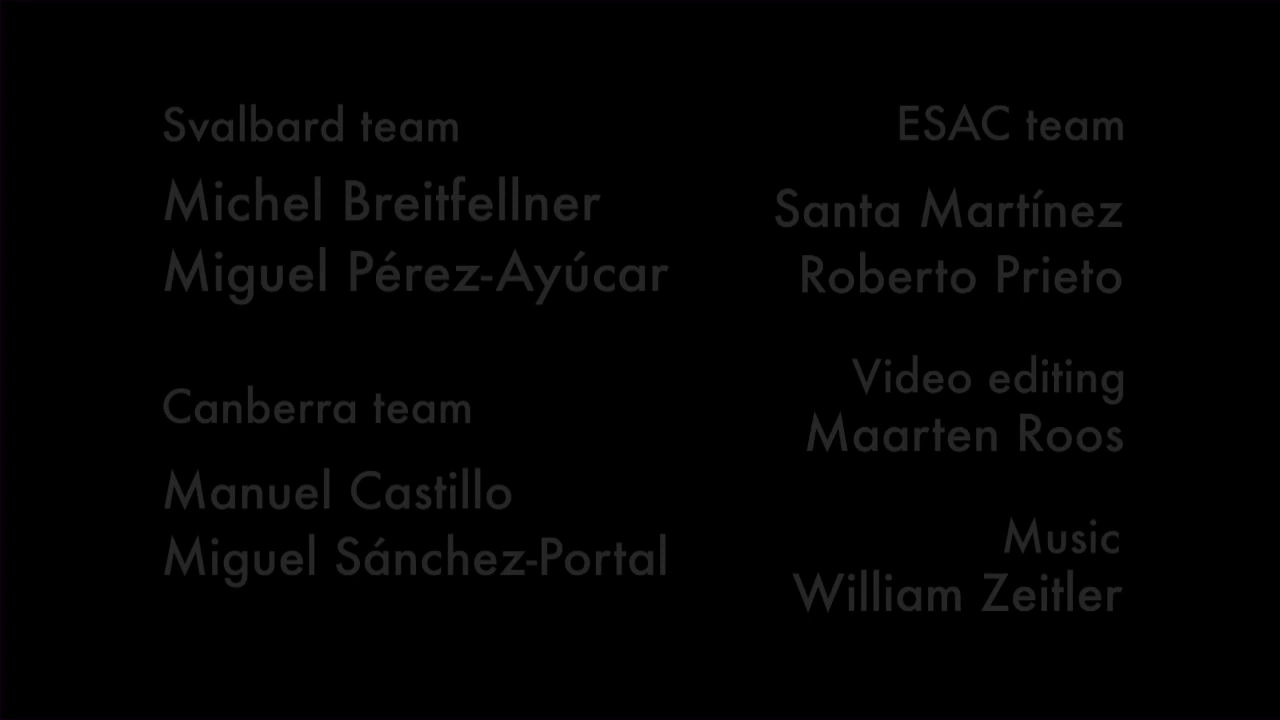 Svalbard team
Michel Breitfellner
Miguel Pérez-Ayúcar
Canberra team
Manuel Castillo
Miguel Sánchez-Portal
ESAC team
Santa Martínez
Roberto Prieto
Video editing
Maarten Roos
Music
William Zeitler